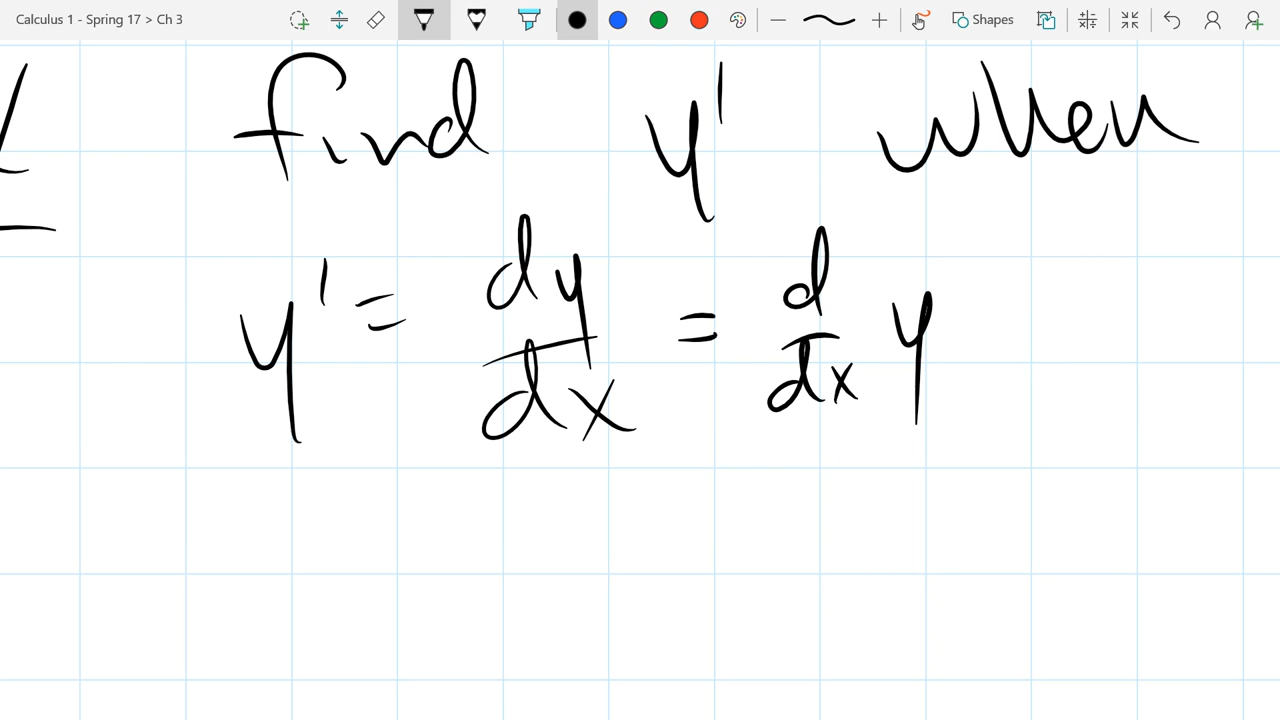 Calculus 1 - Spring 17 > Ch 3
Shapes
find y' when
y' = dy/dx = d/dx y